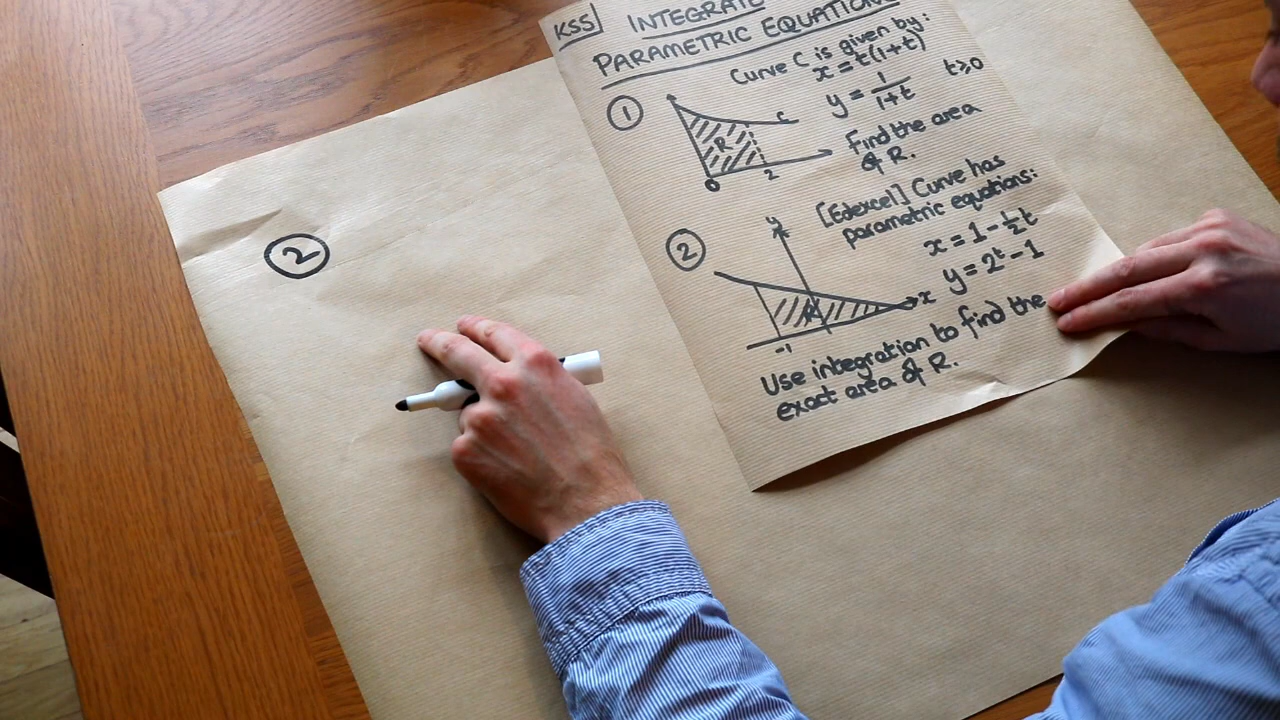 KS5 INTEGRATE
PARAMETRIC EQUATIONS
Curve C is given by:
x = t(1+t)
y = 1/(1+t) t≥0
① C
R
0 2
Find the area
of R.
② y
[Edexcel] Curve has
parametric equations:
x = 1 - ½t
y = 2^t - 1
R x
-1
Use integration to find the
exact area of R.
②